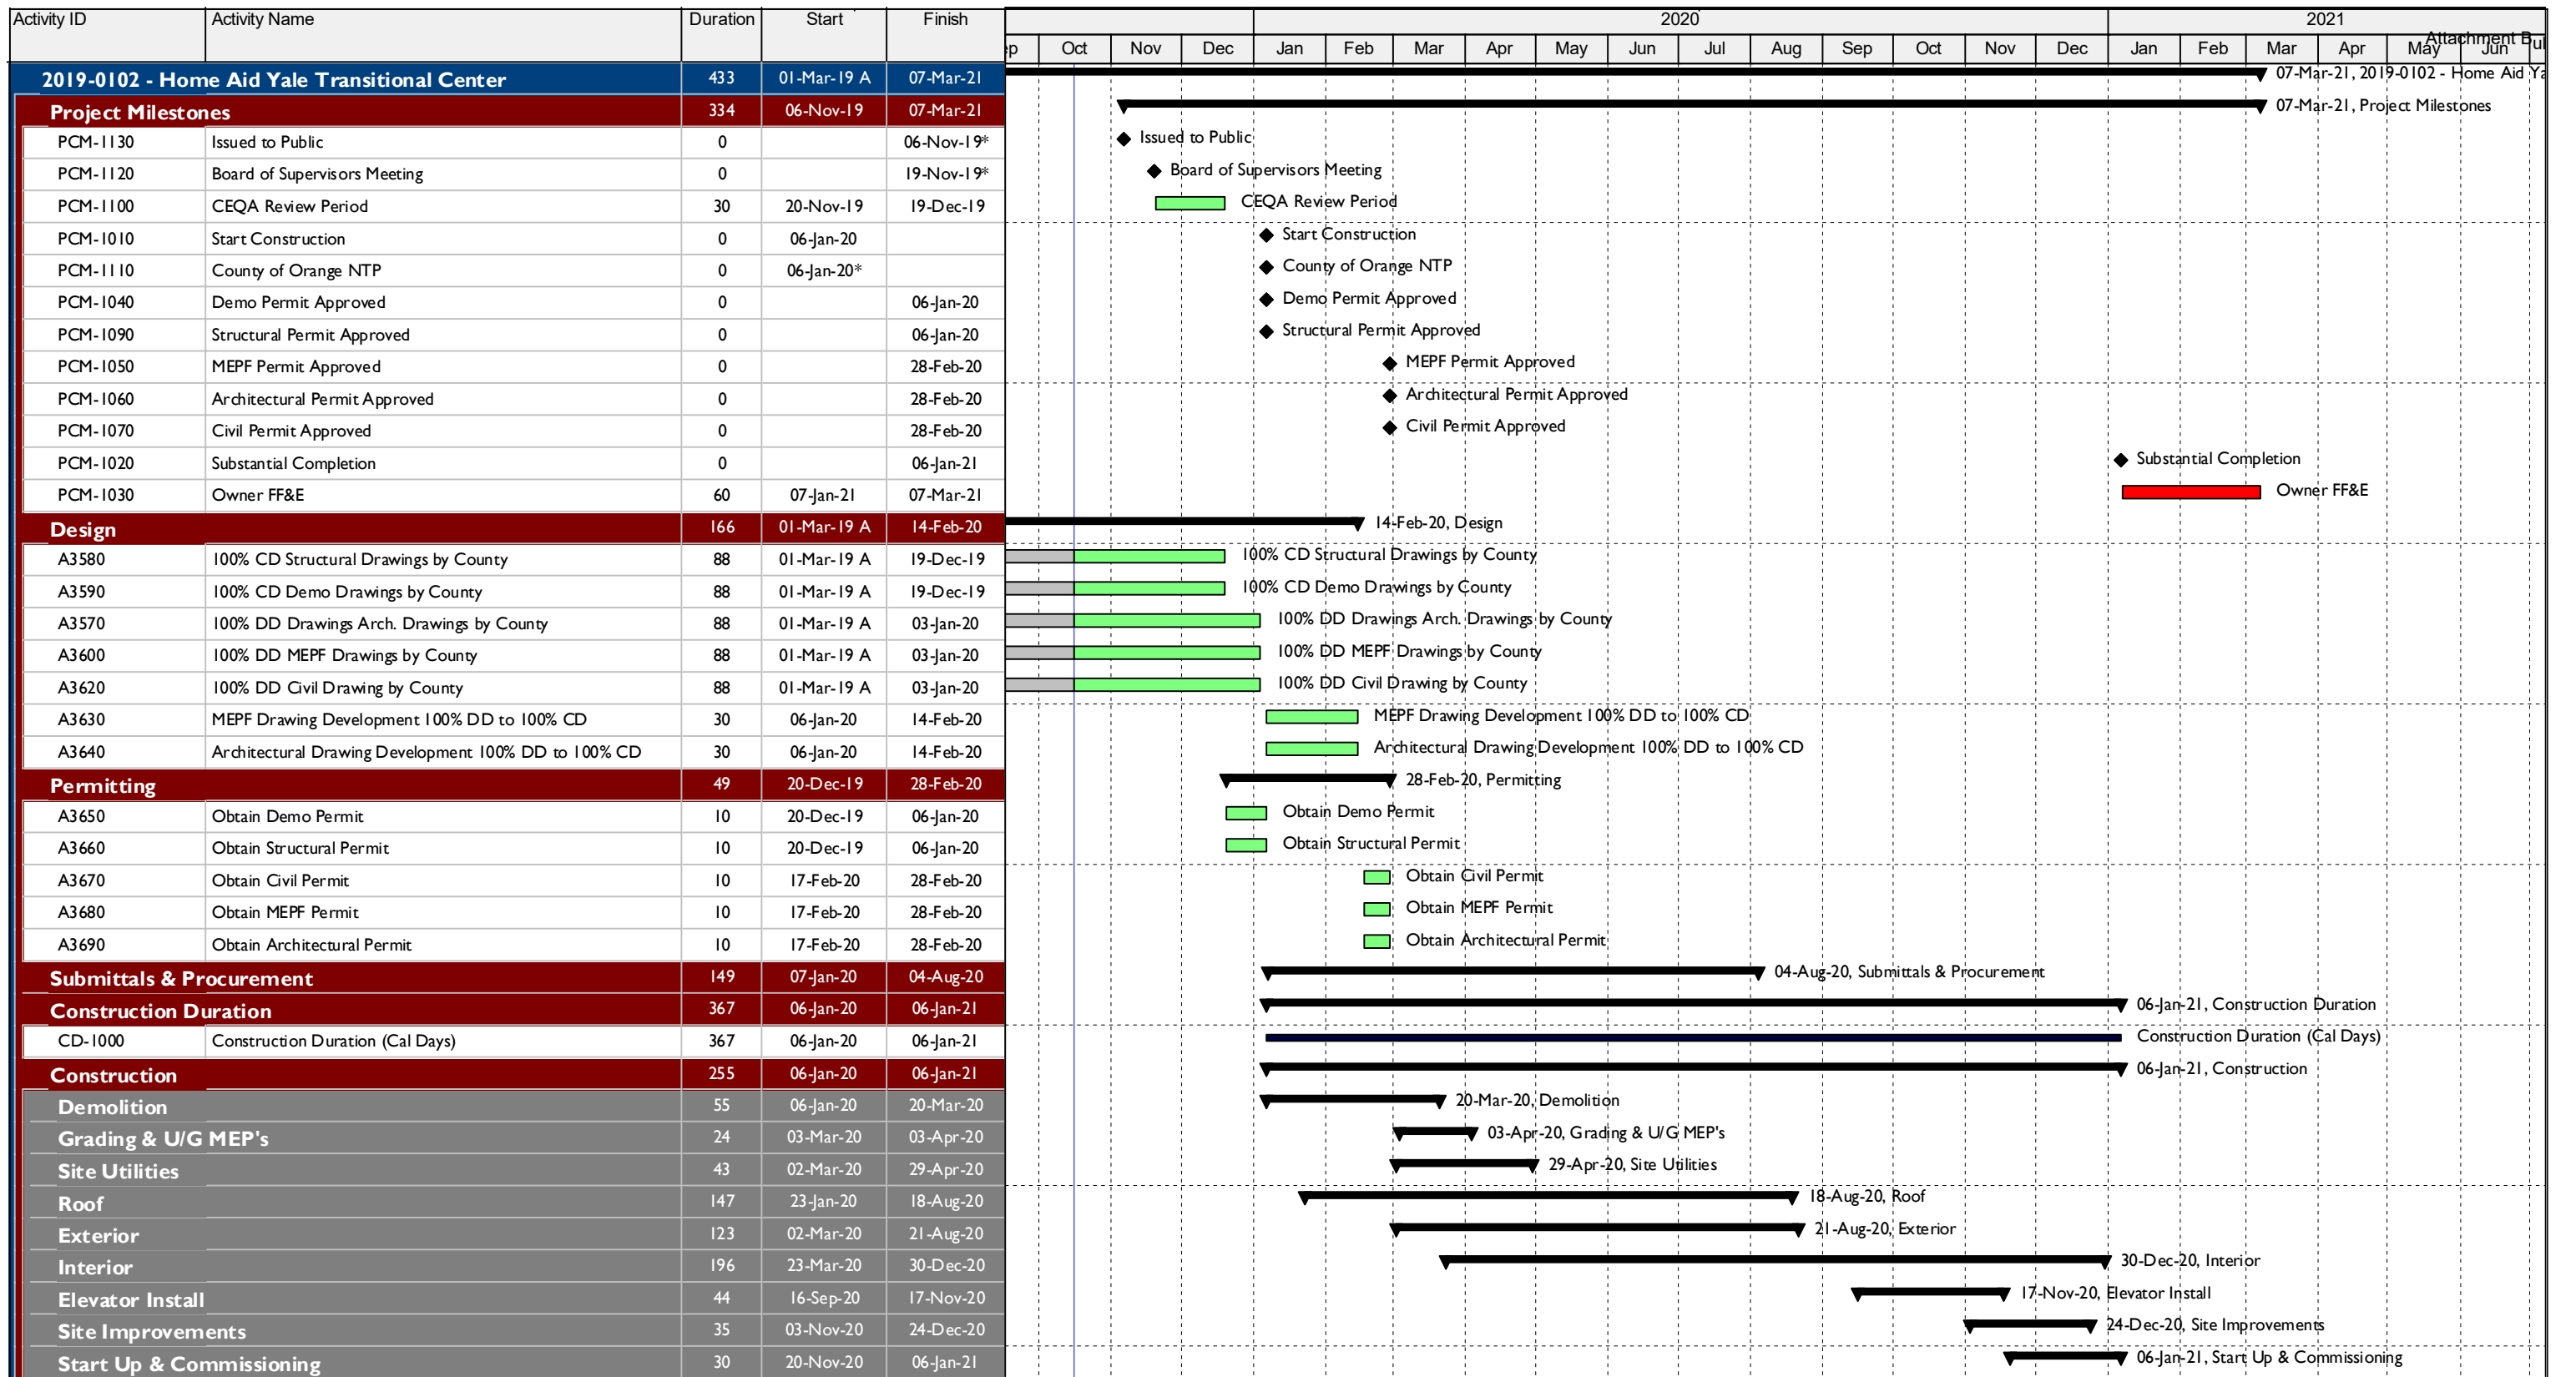 Activity ID Activity Name Duration Start Finish 2020 2021
Oct Nov Dec Jan Feb Mar Apr May Jun Jul Aug Sep Oct Nov Dec Jan Feb Mar Apr May Jun
Attachment B
2019-0102 - Home Aid Yale Transitional Center 433 01-Mar-19 A 07-Mar-21 07-Mar-21, 2019-0102 - Home Aid Ya
Project Milestones 334 06-Nov-19 07-Mar-21 07-Mar-21, Project Milestones
PCM-1130 Issued to Public 0 06-Nov-19* Issued to Public
PCM-1120 Board of Supervisors Meeting 0 19-Nov-19* Board of Supervisors Meeting
PCM-1100 CEQA Review Period 30 20-Nov-19 19-Dec-19 CEQA Review Period
PCM-1010 Start Construction 0 06-Jan-20 Start Construction
PCM-1110 County of Orange NTP 0 06-Jan-20* County of Orange NTP
PCM-1040 Demo Permit Approved 0 06-Jan-20 Demo Permit Approved
PCM-1090 Structural Permit Approved 0 06-Jan-20 Structural Permit Approved
PCM-1050 MEPF Permit Approved 0 28-Feb-20 MEPF Permit Approved
PCM-1060 Architectural Permit Approved 0 28-Feb-20 Architectural Permit Approved
PCM-1070 Civil Permit Approved 0 28-Feb-20 Civil Permit Approved
PCM-1020 Substantial Completion 0 06-Jan-21 Substantial Completion
PCM-1030 Owner FF&E 60 07-Jan-21 07-Mar-21 Owner FF&E
Design 166 01-Mar-19 A 14-Feb-20 14-Feb-20, Design
A3580 100% CD Structural Drawings by County 88 01-Mar-19 A 19-Dec-19 100% CD Structural Drawings by County
A3590 100% CD Demo Drawings by County 88 01-Mar-19 A 19-Dec-19 100% CD Demo Drawings by County
A3570 100% DD Drawings Arch. Drawings by County 88 01-Mar-19 A 03-Jan-20 100% DD Drawings Arch. Drawings by County
A3600 100% DD MEPF Drawings by County 88 01-Mar-19 A 03-Jan-20 100% DD MEPF Drawings by County
A3620 100% DD Civil Drawing by County 88 01-Mar-19 A 03-Jan-20 100% DD Civil Drawing by County
A3630 MEPF Drawing Development 100% DD to 100% CD 30 06-Jan-20 14-Feb-20 MEPF Drawing Development 100% DD to 100% CD
A3640 Architectural Drawing Development 100% DD to 100% CD 30 06-Jan-20 14-Feb-20 Architectural Drawing Development 100% DD to 100% CD
Permitting 49 20-Dec-19 28-Feb-20 28-Feb-20, Permitting
A3650 Obtain Demo Permit 10 20-Dec-19 06-Jan-20 Obtain Demo Permit
A3660 Obtain Structural Permit 10 20-Dec-19 06-Jan-20 Obtain Structural Permit
A3670 Obtain Civil Permit 10 17-Feb-20 28-Feb-20 Obtain Civil Permit
A3680 Obtain MEPF Permit 10 17-Feb-20 28-Feb-20 Obtain MEPF Permit
A3690 Obtain Architectural Permit 10 17-Feb-20 28-Feb-20 Obtain Architectural Permit
Submittals & Procurement 149 07-Jan-20 04-Aug-20 04-Aug-20, Submittals & Procurement
Construction Duration 367 06-Jan-20 06-Jan-21 06-Jan-21, Construction Duration
CD-1000 Construction Duration (Cal Days) 367 06-Jan-20 06-Jan-21 Construction Duration (Cal Days)
Construction 255 06-Jan-20 06-Jan-21 06-Jan-21, Construction
Demolition 55 06-Jan-20 20-Mar-20 20-Mar-20, Demolition
Grading & U/G MEP's 24 03-Mar-20 03-Apr-20 03-Apr-20, Grading & U/G MEP's
Site Utilities 43 02-Mar-20 29-Apr-20 29-Apr-20, Site Utilities
Roof 147 23-Jan-20 18-Aug-20 18-Aug-20, Roof
Exterior 123 02-Mar-20 21-Aug-20 21-Aug-20, Exterior
Interior 196 23-Mar-20 30-Dec-20 30-Dec-20, Interior
Elevator Install 44 16-Sep-20 17-Nov-20 17-Nov-20, Elevator Install
Site Improvements 35 03-Nov-20 24-Dec-20 24-Dec-20, Site Improvements
Start Up & Commissioning 30 20-Nov-20 06-Jan-21 06-Jan-21, Start Up & Commissioning